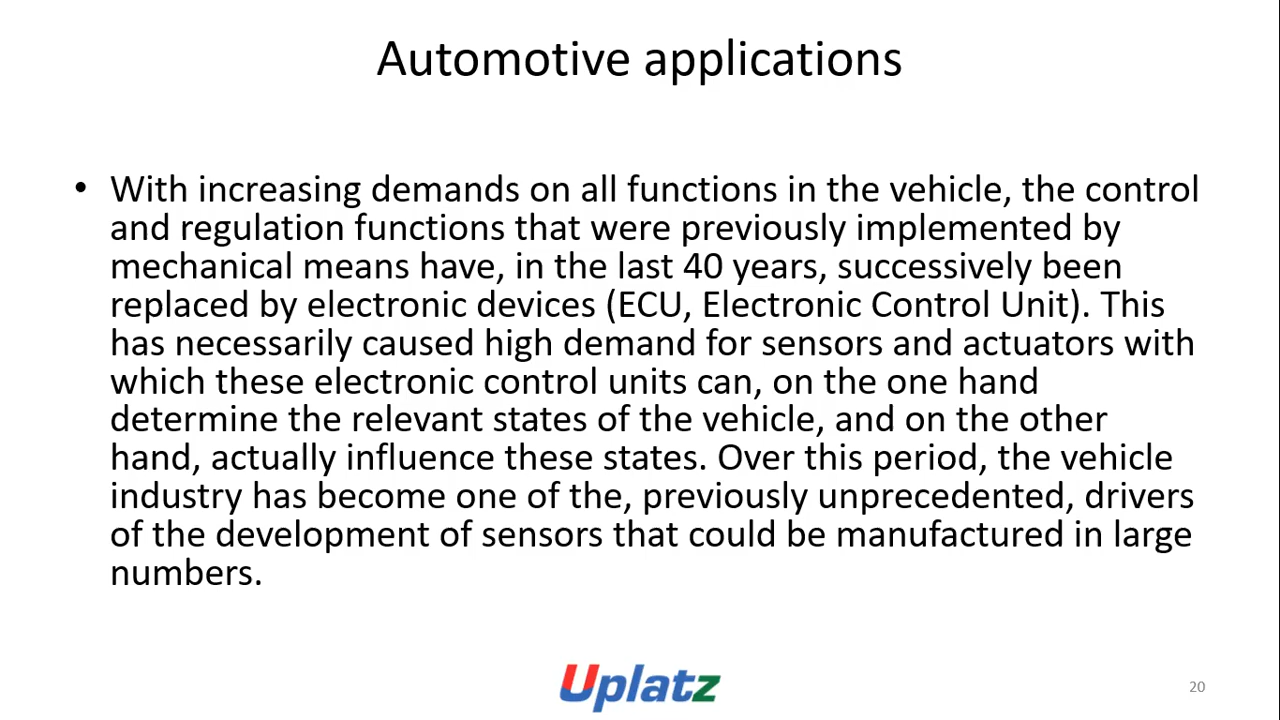 Automotive applications
• With increasing demands on all functions in the vehicle, the control
and regulation functions that were previously implemented by
mechanical means have, in the last 40 years, successively been
replaced by electronic devices (ECU, Electronic Control Unit). This
has necessarily caused high demand for sensors and actuators with
which these electronic control units can, on the one hand
determine the relevant states of the vehicle, and on the other
hand, actually influence these states. Over this period, the vehicle
industry has become one of the, previously unprecedented, drivers
of the development of sensors that could be manufactured in large
numbers.
Uplatz
20